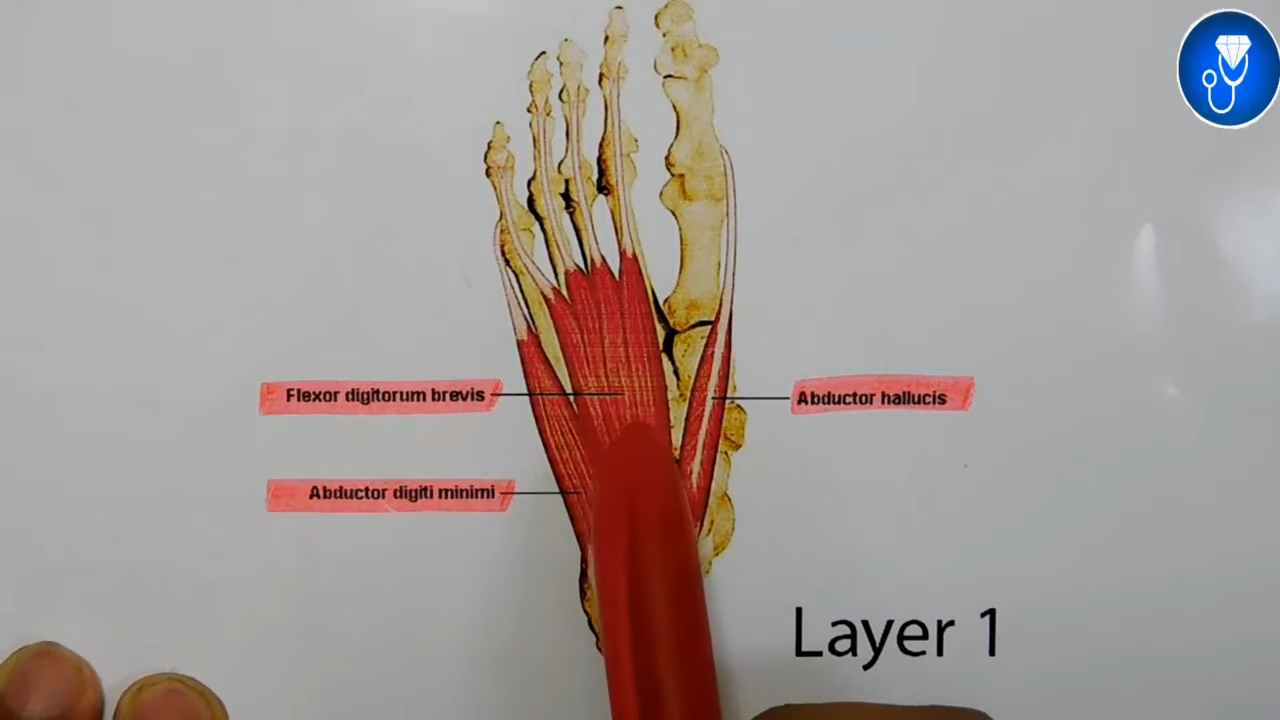 Flexor digitorum brevis
Abductor hallucis
Abductor digiti minimi
Layer 1